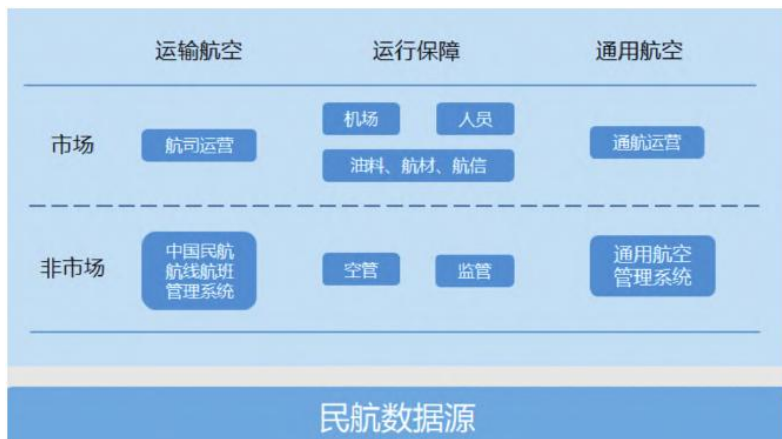 运输航空 运行保障 通用航空
市场
航司运营
机场 人员
油料、航材、航信
通航运营
非市场
中国民航
航线航班
管理系统
空管 监管
通用航空
管理系统
民航数据源